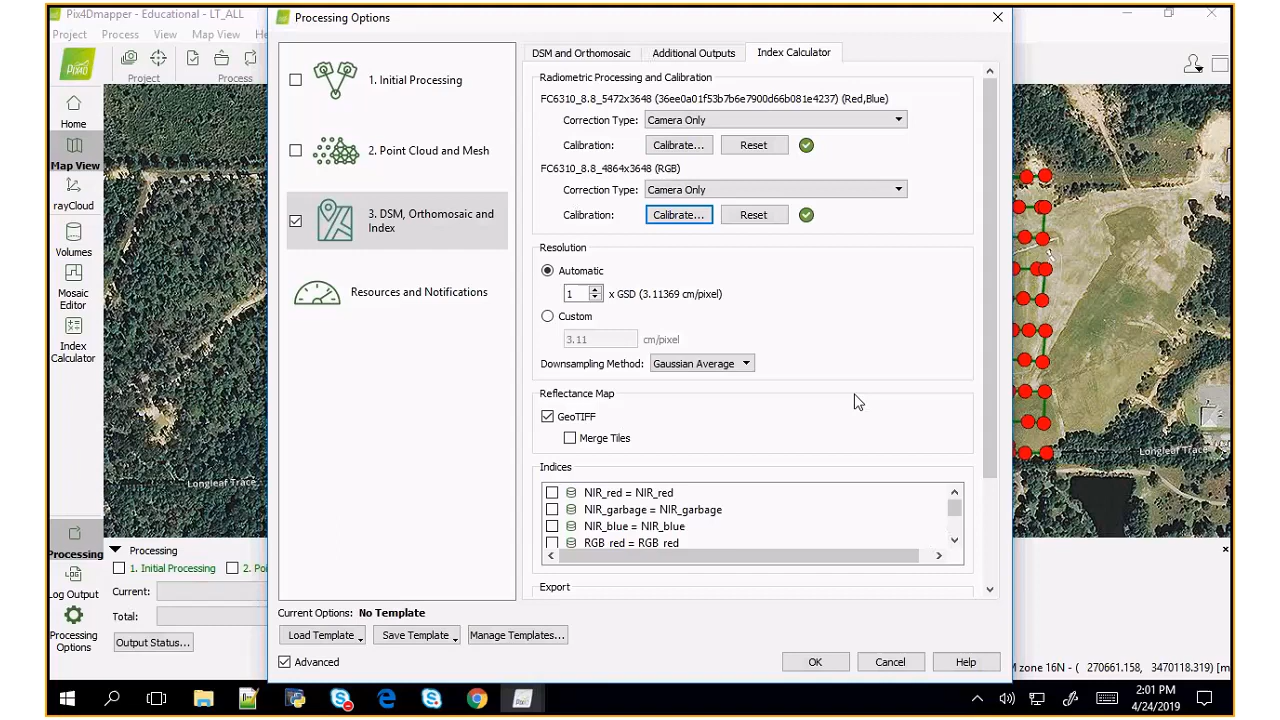 Pix4Dmapper - Educational - LT_ALL
Project Process View Map View He
Processing Options
Project
Process
Home
Map View
rayCloud
Volumes
Mosaic
Editor
Index
Calculator
Processing
Log Output
Processing
Options
PIX4D
1. Initial Processing
2. Point Cloud and Mesh
3. DSM, Orthomosaic and
Index
Resources and Notifications
DSM and Orthomosaic Additional Outputs Index Calculator
Radiometric Processing and Calibration
FC6310_8.8_5472x3648 (36ee0a01f53b7b6e7900d66b081e4237) (Red,Blue)
Correction Type: Camera Only
Calibration: Calibrate... Reset
FC6310_8.8_4864x3648 (RGB)
Correction Type: Camera Only
Calibration: Calibrate... Reset
Resolution
Automatic
1 x GSD (3.11369 cm/pixel)
Custom
3.11 cm/pixel
Downsampling Method: Gaussian Average
Reflectance Map
GeoTIFF
Merge Tiles
Indices
NIR_red = NIR_red
NIR_garbage = NIR_garbage
NIR_blue = NIR_blue
RGB_red = RGB_red
Export
Longleaf Trace
Longleaf Trace
Processing
1. Initial Processing 2. Poi
Current:
Total:
Output Status...
Current Options: No Template
Load Template Save Template Manage Templates...
Advanced
OK Cancel Help
M zone 16N - ( 270661.158, 3470118.319) [m
2:01 PM
4/24/2019